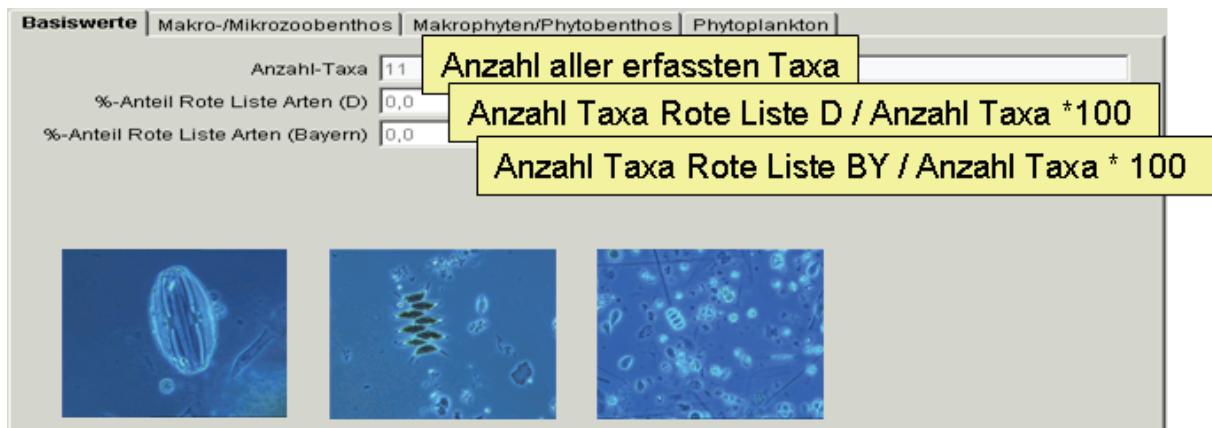 Basiswerte Makro-/Mikrozoobenthos Makrophyten/Phytobenthos Phytoplankton
Anzahl-Taxa 11 Anzahl aller erfassten Taxa
%-Anteil Rote Liste Arten (D) 0,0 Anzahl Taxa Rote Liste D / Anzahl Taxa *100
%-Anteil Rote Liste Arten (Bayern) 0,0 Anzahl Taxa Rote Liste BY / Anzahl Taxa * 100